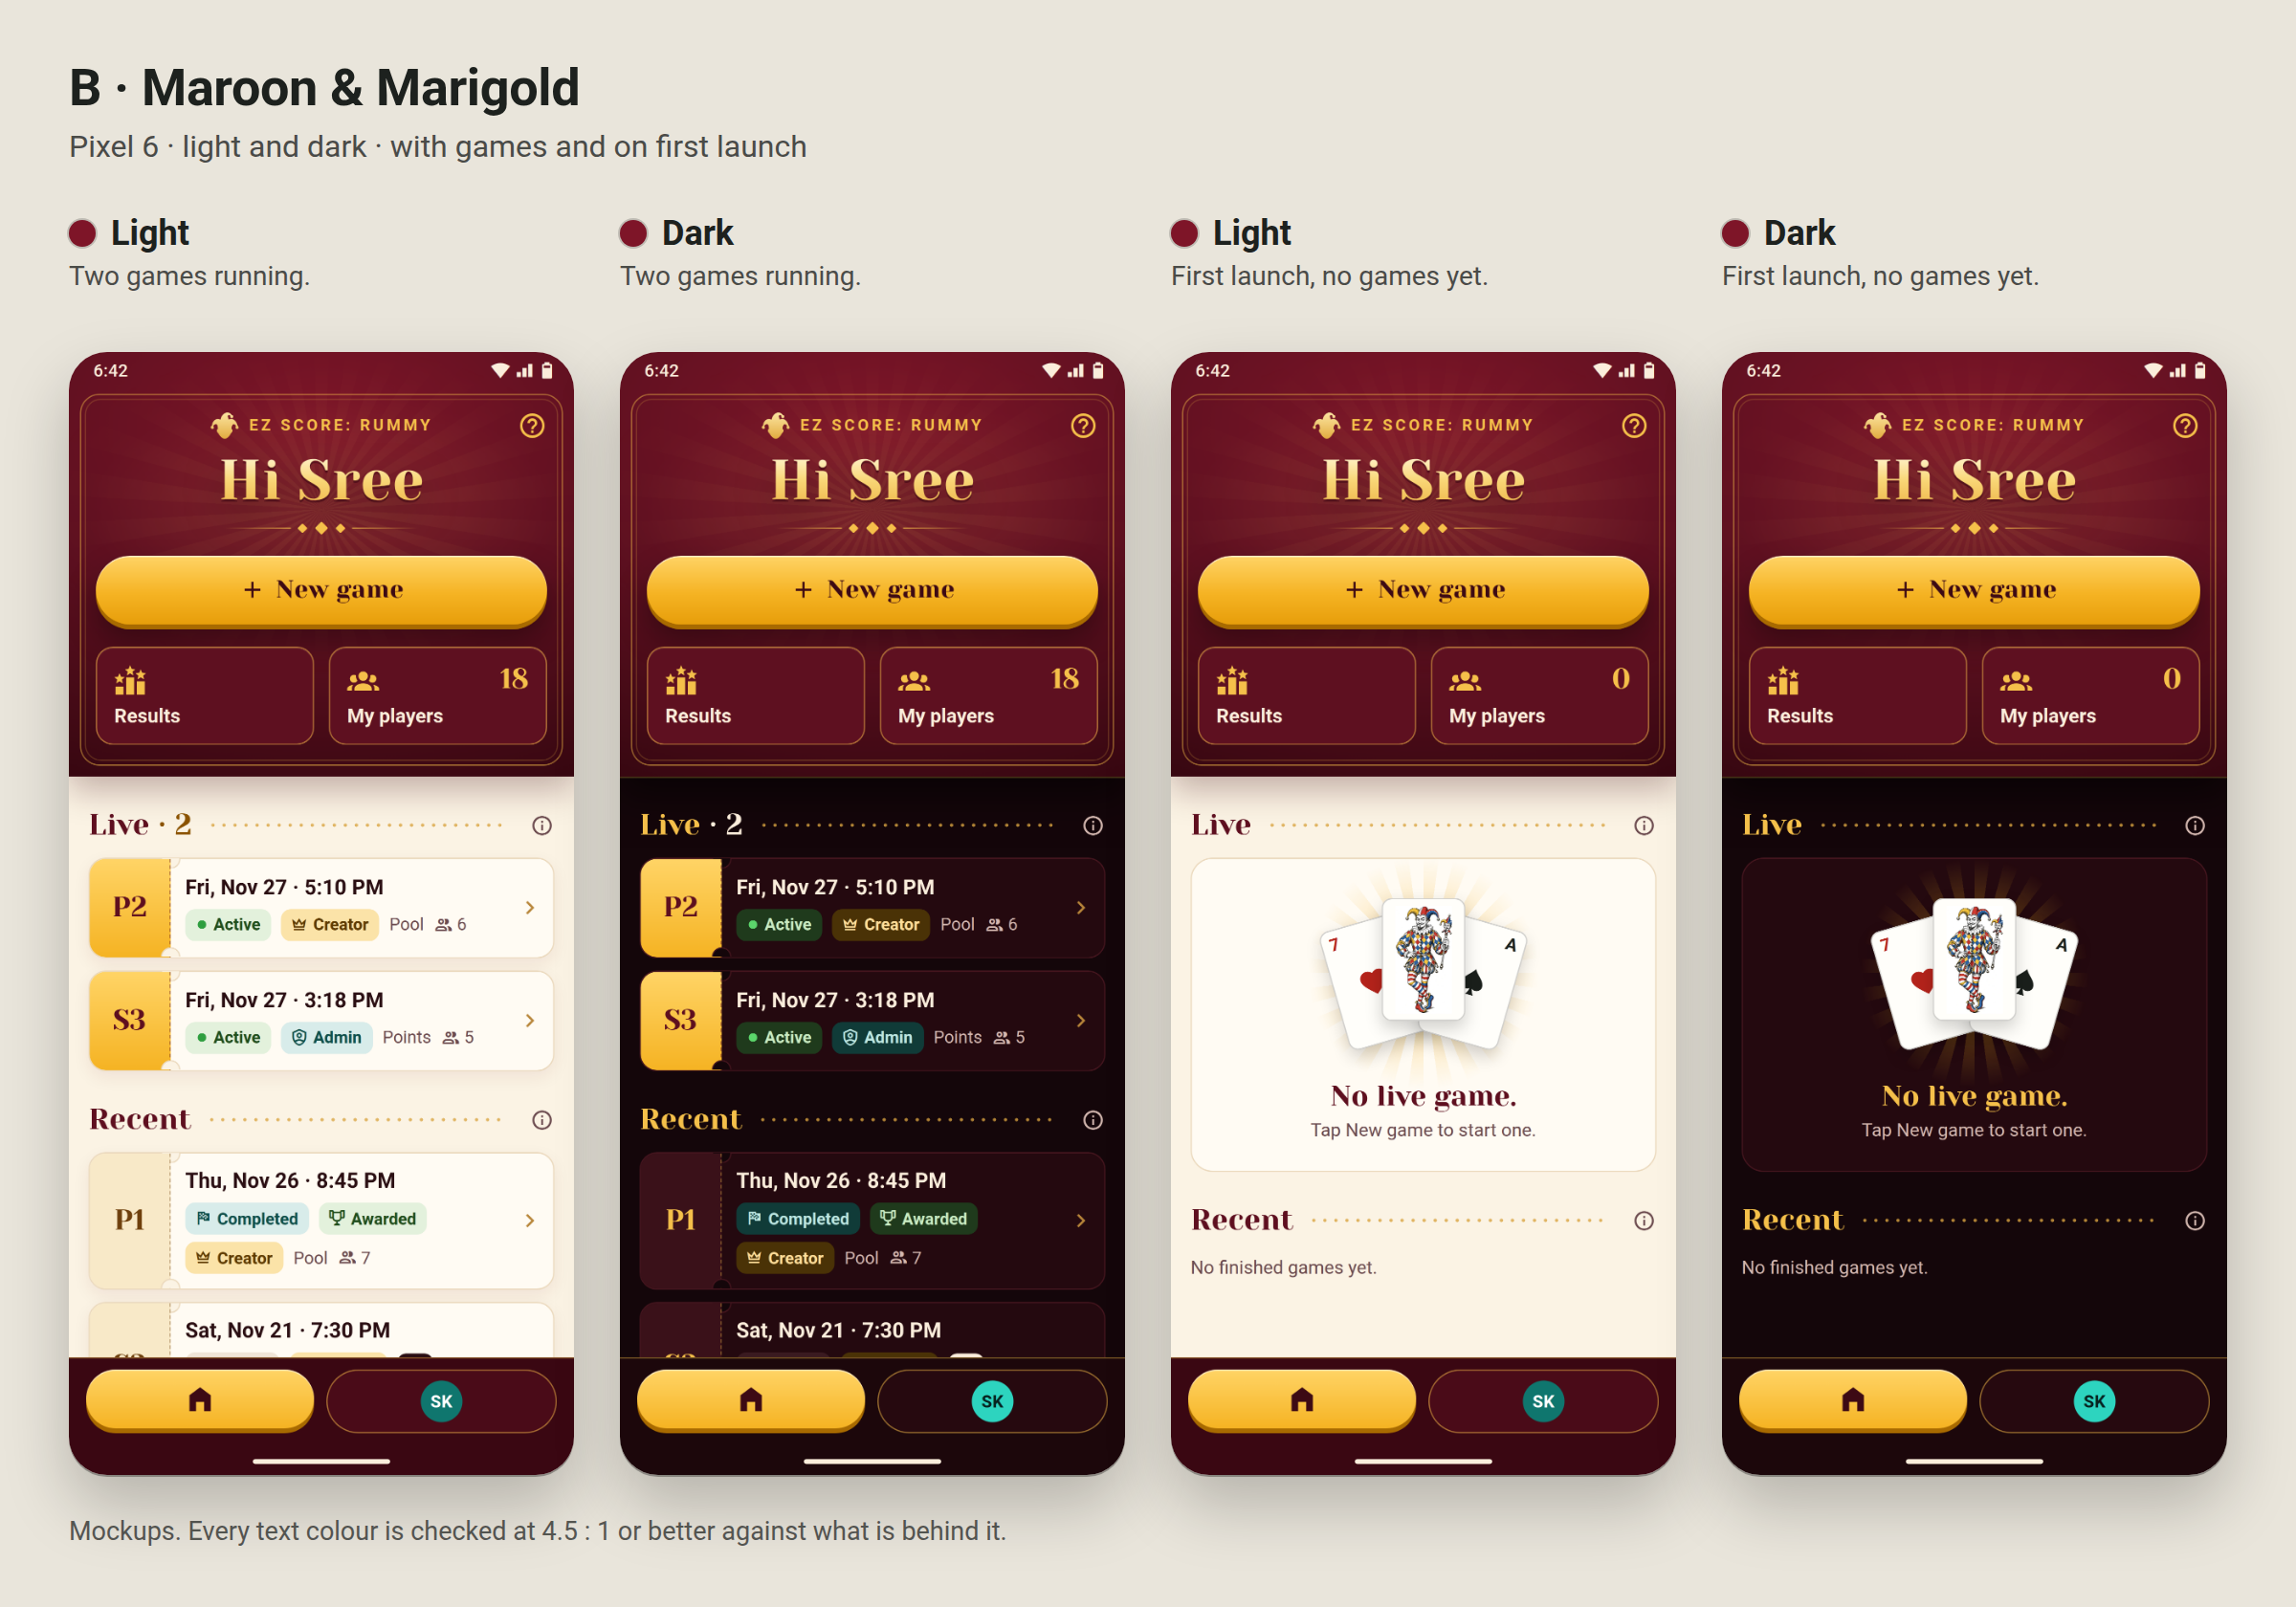 B · Maroon & Marigold
Pixel 6 · light and dark · with games and on first launch
Light
Two games running.
Dark
Two games running.
Light
First launch, no games yet.
Dark
First launch, no games yet.
6:42
EZ SCORE: RUMMY
Hi Sree
+ New game
Results
My players
18
Live · 2
P2
Fri, Nov 27 · 5:10 PM
Active Creator Pool 6
S3
Fri, Nov 27 · 3:18 PM
Active Admin Points 5
Recent
P1
Thu, Nov 26 · 8:45 PM
Completed Awarded
Creator Pool 7
Sat, Nov 21 · 7:30 PM
SK
6:42
EZ SCORE: RUMMY
Hi Sree
+ New game
Results
My players
18
Live · 2
P2
Fri, Nov 27 · 5:10 PM
Active Creator Pool 6
S3
Fri, Nov 27 · 3:18 PM
Active Admin Points 5
Recent
P1
Thu, Nov 26 · 8:45 PM
Completed Awarded
Creator Pool 7
Sat, Nov 21 · 7:30 PM
SK
6:42
EZ SCORE: RUMMY
Hi Sree
+ New game
Results
My players
0
Live
7
A
No live game.
Tap New game to start one.
Recent
No finished games yet.
SK
6:42
EZ SCORE: RUMMY
Hi Sree
+ New game
Results
My players
0
Live
7
A
No live game.
Tap New game to start one.
Recent
No finished games yet.
SK
Mockups. Every text colour is checked at 4.5 : 1 or better against what is behind it.